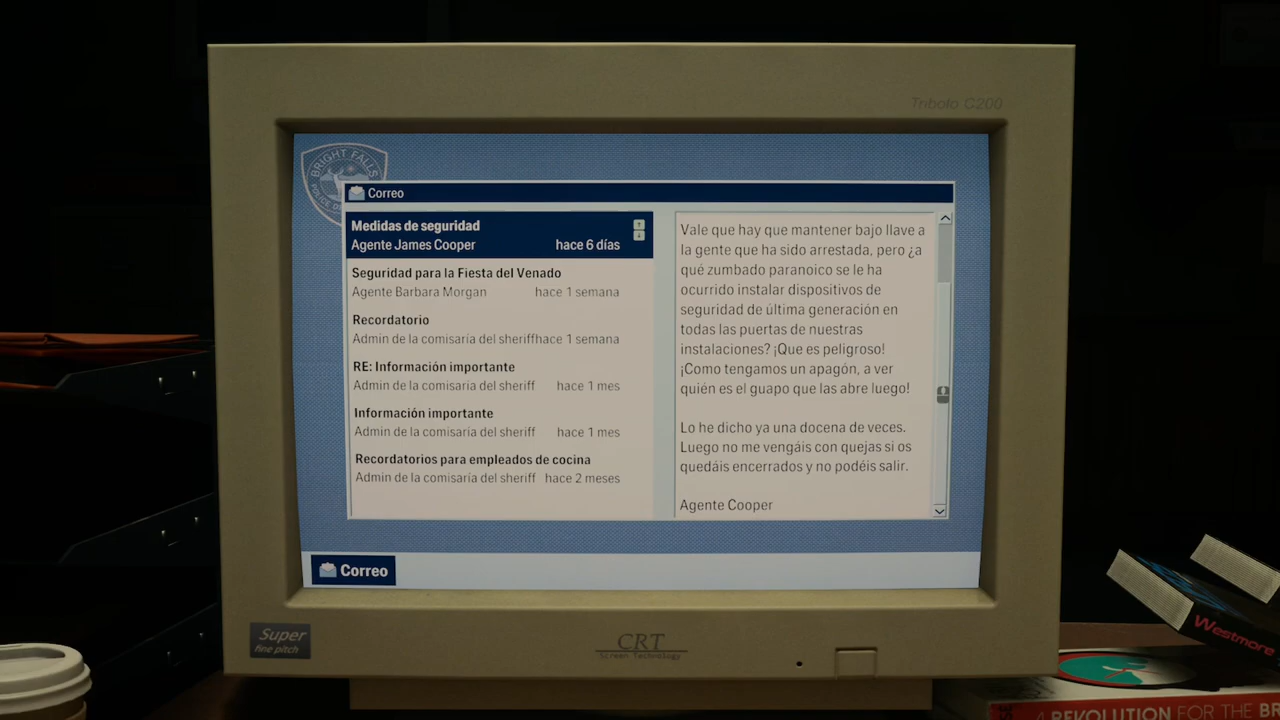 Tribolo C200
BRIGHT FALLS
Correo
Medidas de seguridad
Agente James Cooper hace 6 días
Seguridad para la Fiesta del Venado
Agente Barbara Morgan hace 1 semana
Recordatorio
Admin de la comisaría del sheriffhace 1 semana
RE: Información importante
Admin de la comisaría del sheriff hace 1 mes
Información importante
Admin de la comisaría del sheriff hace 1 mes
Recordatorios para empleados de cocina
Admin de la comisaría del sheriff hace 2 meses
Vale que hay que mantener bajo llave a
la gente que ha sido arrestada, pero ¿a
qué zumbado paranoico se le ha
ocurrido instalar dispositivos de
seguridad de última generación en
todas las puertas de nuestras
instalaciones? ¡Que es peligroso!
¡Como tengamos un apagón, a ver
quién es el guapo que las abre luego!
Lo he dicho ya una docena de veces.
Luego no me vengáis con quejas si os
quedáis encerrados y no podéis salir.
Agente Cooper
Correo
Super
fine pitch
CRT
Screen Technology
Westmore
A REVOLUTION FOR THE BR